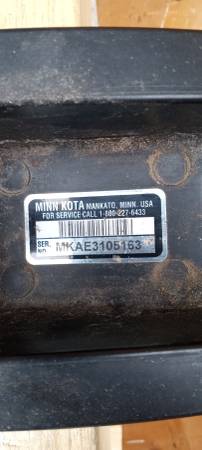 MINN KOTA MANKATO, MINN. USA
FOR SERVICE CALL 1-800-227-6433
SER. NO. MKAE3105163